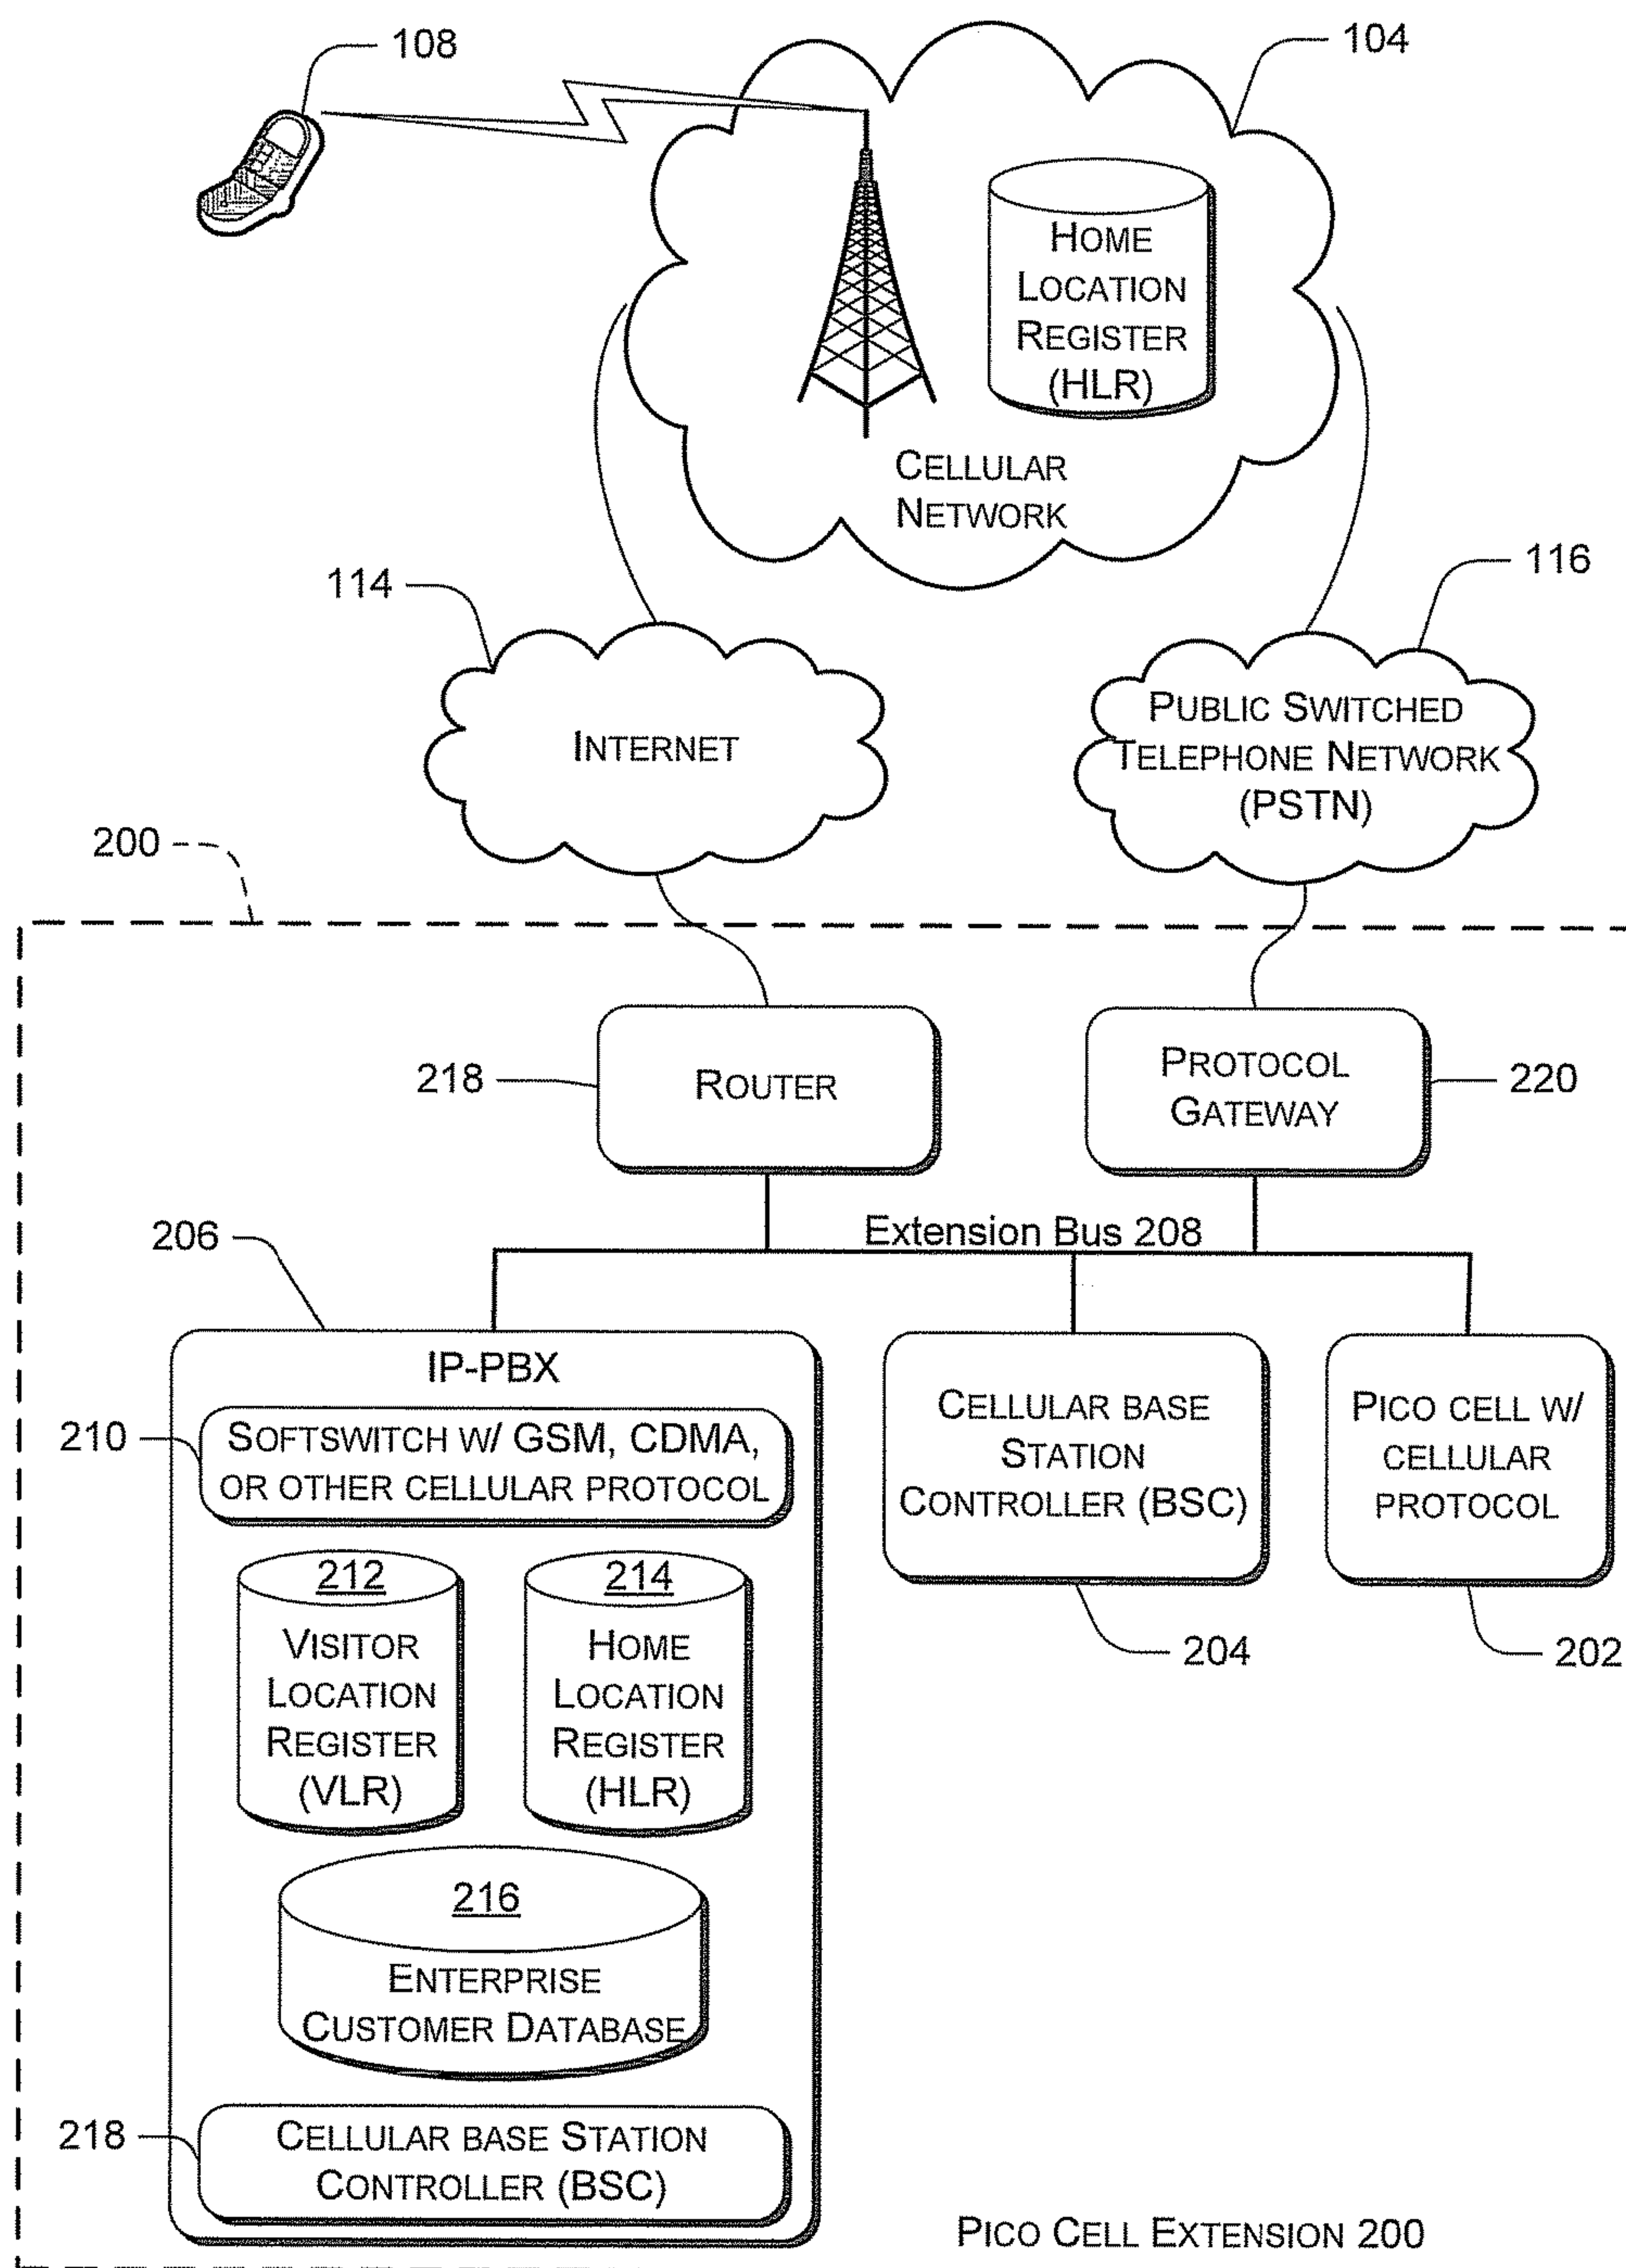 108
104
HOME
LOCATION
REGISTER
(HLR)
CELLULAR
NETWORK
114
116
INTERNET
PUBLIC SWITCHED
TELEPHONE NETWORK
(PSTN)
200
218
ROUTER
PROTOCOL
GATEWAY
220
Extension Bus 208
206
IP-PBX
210
SOFTSWITCH W/ GSM, CDMA,
OR OTHER CELLULAR PROTOCOL
CELLULAR BASE
STATION
CONTROLLER (BSC)
PICO CELL W/
CELLULAR
PROTOCOL
212
VISITOR
LOCATION
REGISTER
(VLR)
214
HOME
LOCATION
REGISTER
(HLR)
204
202
216
ENTERPRISE
CUSTOMER DATABASE
218
CELLULAR BASE STATION
CONTROLLER (BSC)
PICO CELL EXTENSION 200